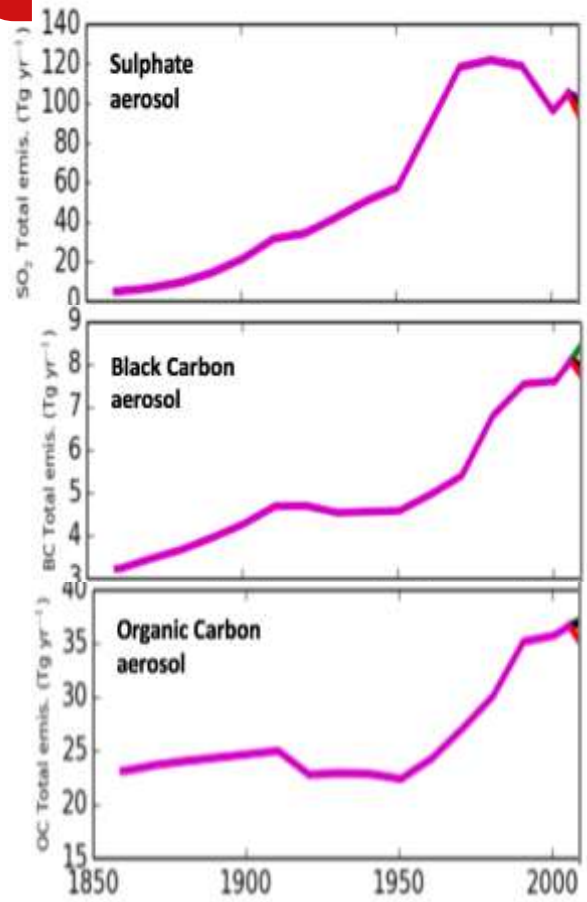 SO₂ Total emis. (Tg yr⁻¹)
140
120
100
80
60
40
20
0
Sulphate
aerosol
BC Total emis. (Tg yr⁻¹)
9
8
7
6
5
4
3
Black Carbon
aerosol
OC Total emis. (Tg yr⁻¹)
40
35
30
25
20
15
Organic Carbon
aerosol
1850 1900 1950 2000